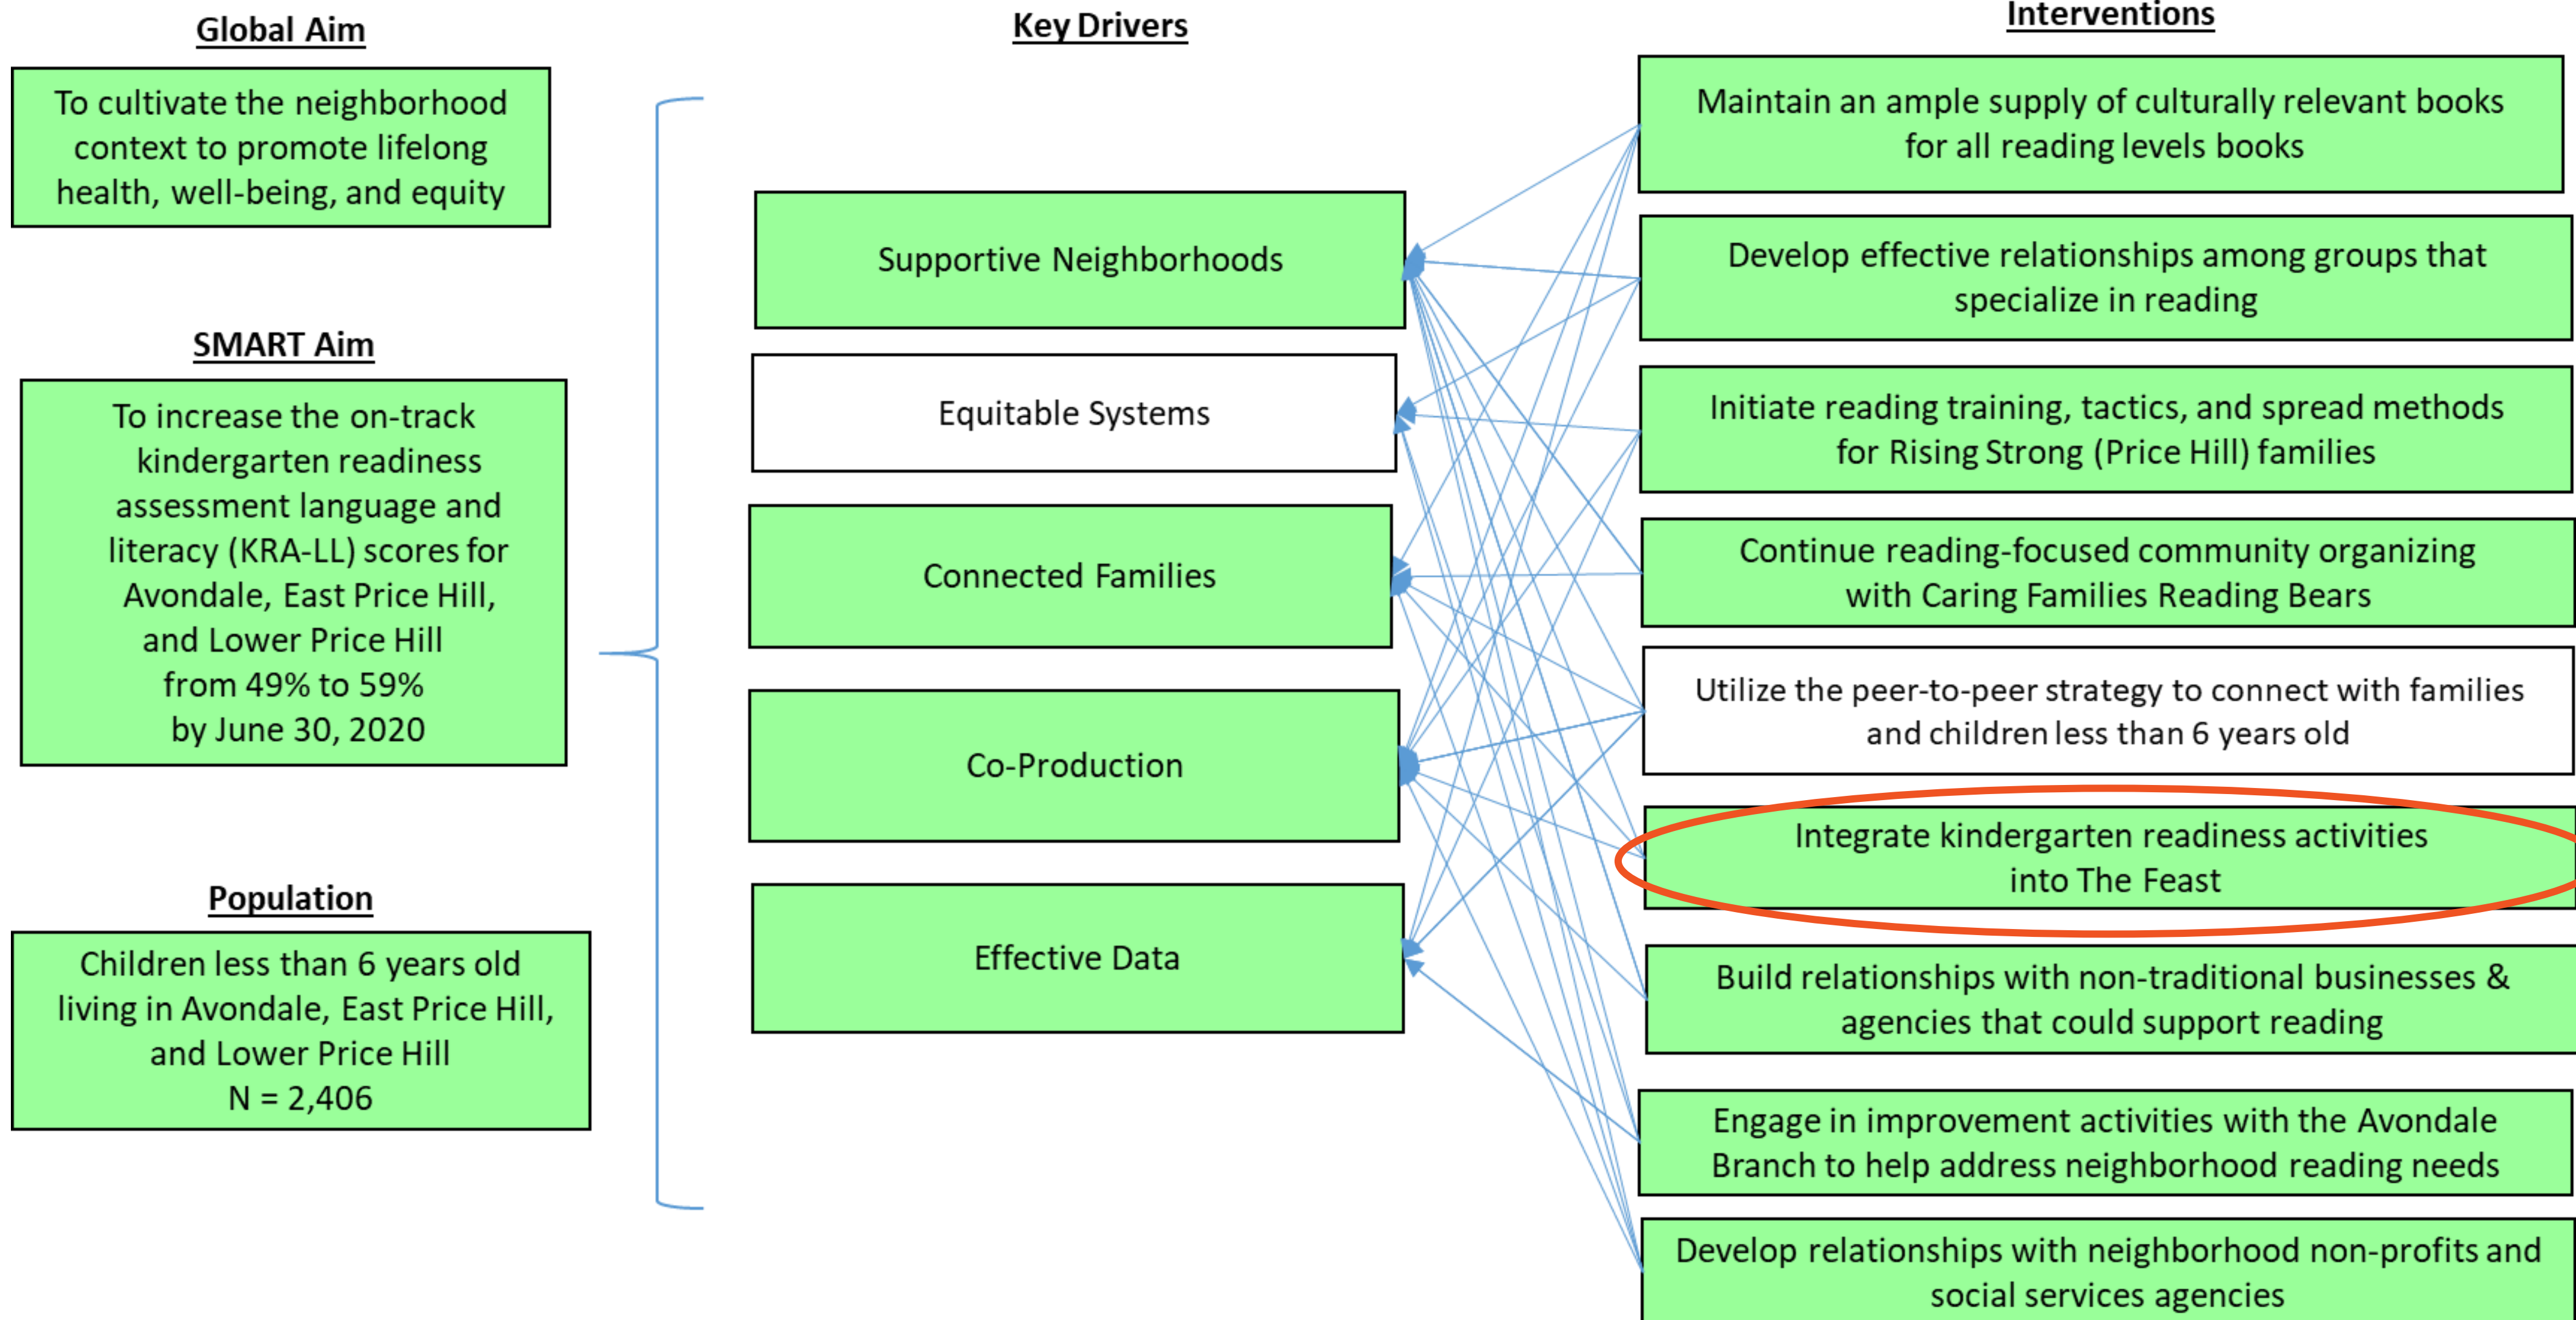 Global Aim
To cultivate the neighborhood
context to promote lifelong
health, well-being, and equity
SMART Aim
To increase the on-track
kindergarten readiness
assessment language and
literacy (KRA-LL) scores for
Avondale, East Price Hill,
and Lower Price Hill
from 49% to 59%
by June 30, 2020
Population
Children less than 6 years old
living in Avondale, East Price Hill,
and Lower Price Hill
N = 2,406
Key Drivers
Supportive Neighborhoods
Equitable Systems
Connected Families
Co-Production
Effective Data
Interventions
Maintain an ample supply of culturally relevant books
for all reading levels books
Develop effective relationships among groups that
specialize in reading
Initiate reading training, tactics, and spread methods
for Rising Strong (Price Hill) families
Continue reading-focused community organizing
with Caring Families Reading Bears
Utilize the peer-to-peer strategy to connect with families
and children less than 6 years old
Integrate kindergarten readiness activities
into The Feast
Build relationships with non-traditional businesses &
agencies that could support reading
Engage in improvement activities with the Avondale
Branch to help address neighborhood reading needs
Develop relationships with neighborhood non-profits and
social services agencies